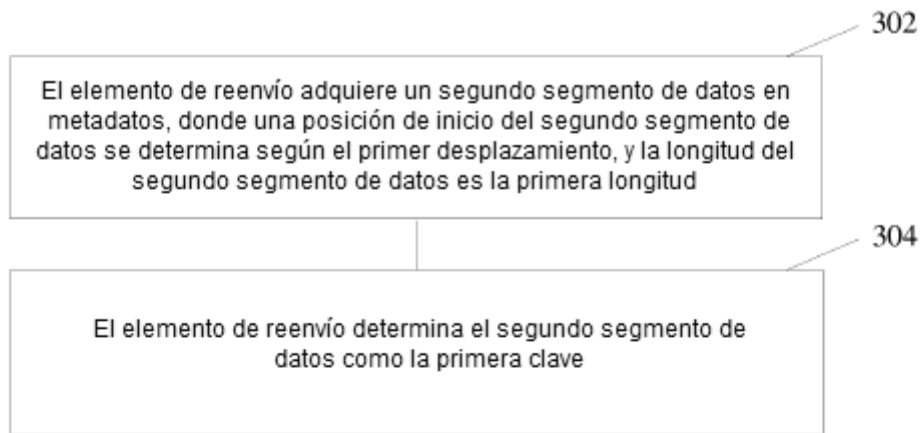 302
El elemento de reenvío adquiere un segundo segmento de datos en
metadatos, donde una posición de inicio del segundo segmento de
datos se determina según el primer desplazamiento, y la longitud del
segundo segmento de datos es la primera longitud
304
El elemento de reenvío determina el segundo segmento de
datos como la primera clave